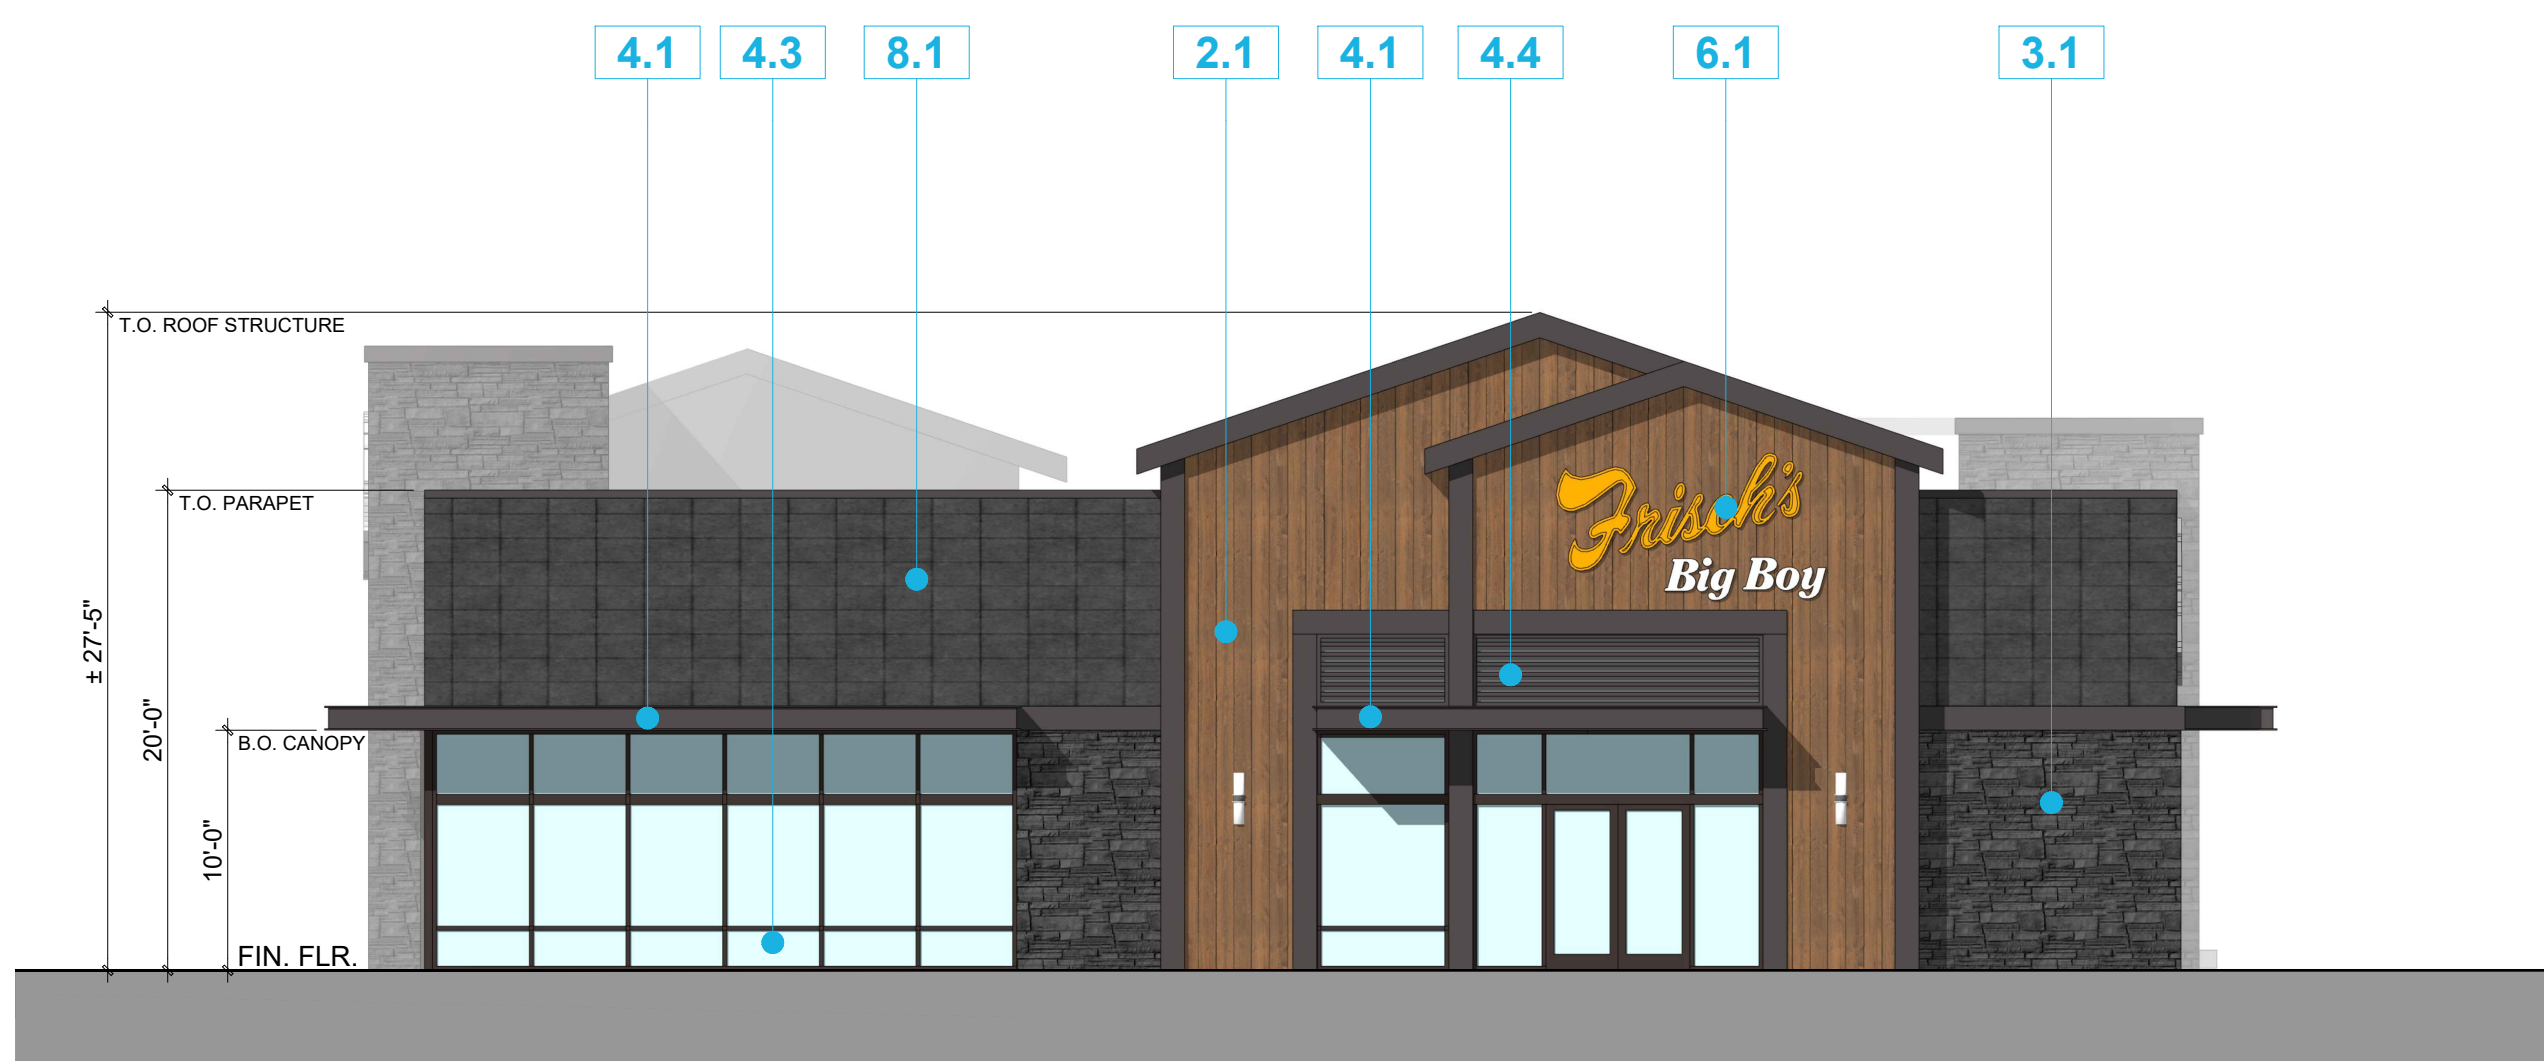 4.1 4.3 8.1 2.1 4.1 4.4 6.1 3.1
T.O. ROOF STRUCTURE
T.O. PARAPET
Frisch's
Big Boy
± 27'-5"
20'-0"
B.O. CANOPY
10'-0"
FIN. FLR.